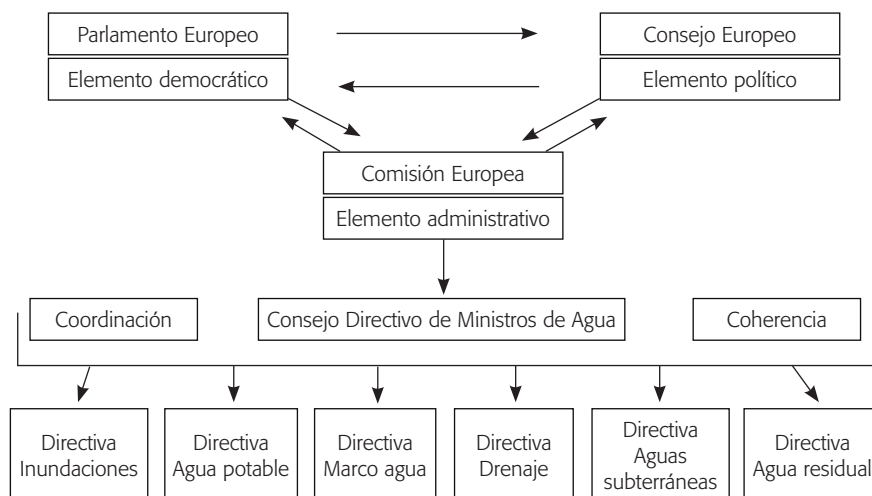 Parlamento Europeo
Consejo Europeo
Elemento democrático
Elemento político
Comisión Europea
Elemento administrativo
Coordinación
Consejo Directivo de Ministros de Agua
Coherencia
Directiva
Inundaciones
Directiva
Agua potable
Directiva
Marco agua
Directiva
Drenaje
Directiva
Aguas
subterráneas
Directiva
Agua residual